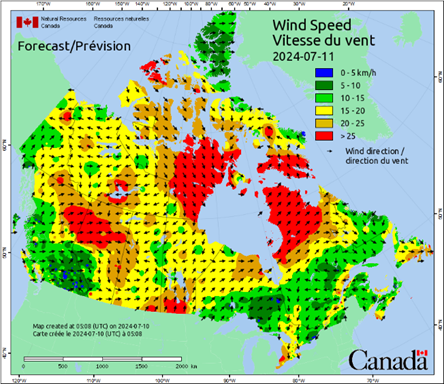 Natural Resources Ressources naturelles
Canada Canada
Forecast/Prévision
Wind Speed
Vitesse du vent
2024-07-11
0 - 5 km/h
5 - 10
10 - 15
15 - 20
20 - 25
> 25
Wind direction /
direction du vent
Map created at 05:08 (UTC) on 2024-07-10
Carte créée le 2024-07-10 (UTC) à 05:08
0 500 1000 1500 2000 km
Canada